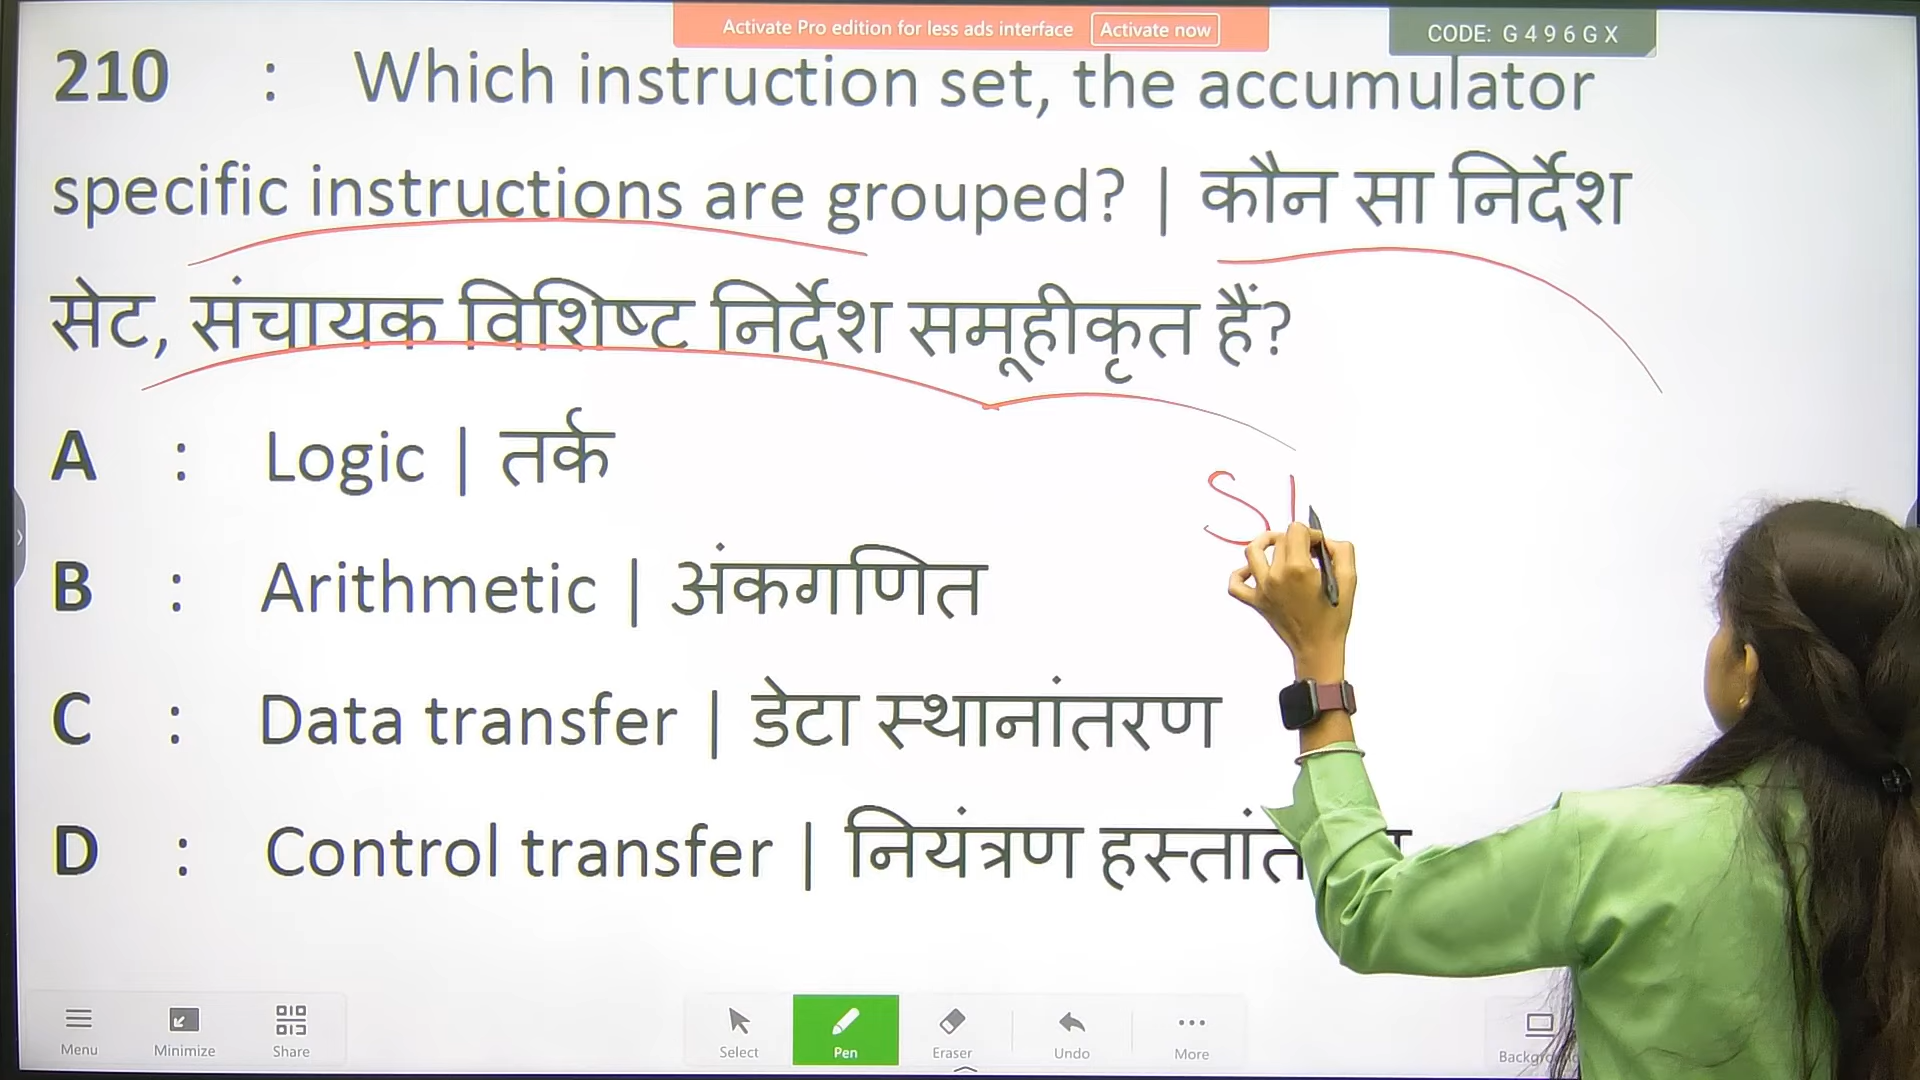 Activate Pro edition for less ads interface Activate now
CODE: G496GX
210 : Which instruction set, the accumulator
specific instructions are grouped? | कौन सा निर्देश
सेट, संचायक विशिष्ट निर्देश समूहीकृत हैं?
A : Logic | तर्क
SI
B : Arithmetic | अंकगणित
C : Data transfer | डेटा स्थानांतरण
D : Control transfer | नियंत्रण
Menu Minimize Share Select Pen Eraser Undo More